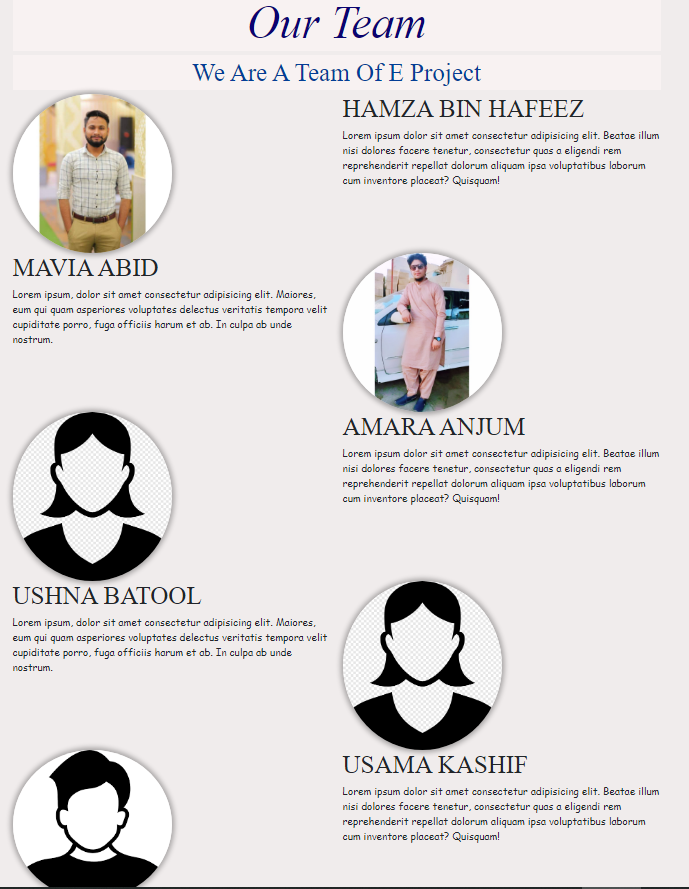 Our Team
We Are A Team Of E Project
HAMZA BIN HAFEEZ
Lorem ipsum dolor sit amet consectetur adipisicing elit. Beatae illum
nisi dolores facere tenetur, consectetur quas a eligendi rem
reprehenderit repellat dolorum aliquam ipsa voluptatibus laborum
cum inventore placeat? Quisquam!
MAVIA ABID
Lorem ipsum, dolor sit amet consectetur adipisicing elit. Maiores,
eum qui quam asperiores voluptates delectus veritatis tempora velit
cupiditate porro, fuga officiis harum et ab. In culpa ab unde
nostrum.
AMARA ANJUM
Lorem ipsum dolor sit amet consectetur adipisicing elit. Beatae illum
nisi dolores facere tenetur, consectetur quas a eligendi rem
reprehenderit repellat dolorum aliquam ipsa voluptatibus laborum
cum inventore placeat? Quisquam!
USHNA BATOOL
Lorem ipsum, dolor sit amet consectetur adipisicing elit. Maiores,
eum qui quam asperiores voluptates delectus veritatis tempora velit
cupiditate porro, fuga officiis harum et ab. In culpa ab unde
nostrum.
USAMA KASHIF
Lorem ipsum dolor sit amet consectetur adipisicing elit. Beatae illum
nisi dolores facere tenetur, consectetur quas a eligendi rem
reprehenderit repellat dolorum aliquam ipsa voluptatibus laborum
cum inventore placeat? Quisquam!